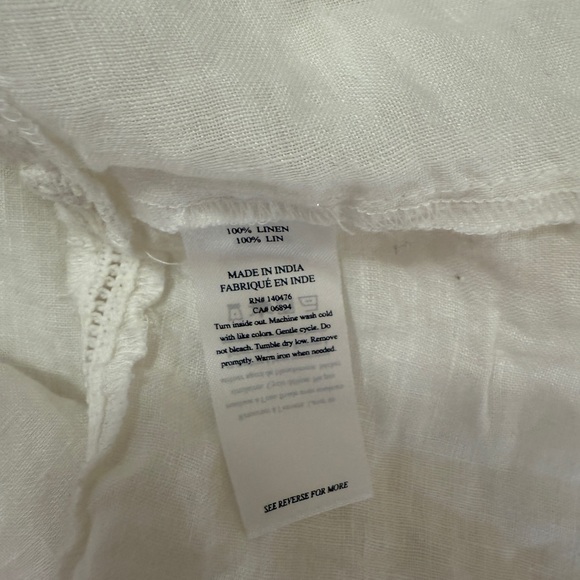 100% LINEN
100% LIN
MADE IN INDIA
FABRIQUÉ EN INDE
RN# 140476
CA# 06894
Turn inside out. Machine wash cold
with like colors. Gentle cycle. Do
not bleach. Tumble dry low. Remove
promptly. Warm iron when needed.
SEE REVERSE FOR MORE